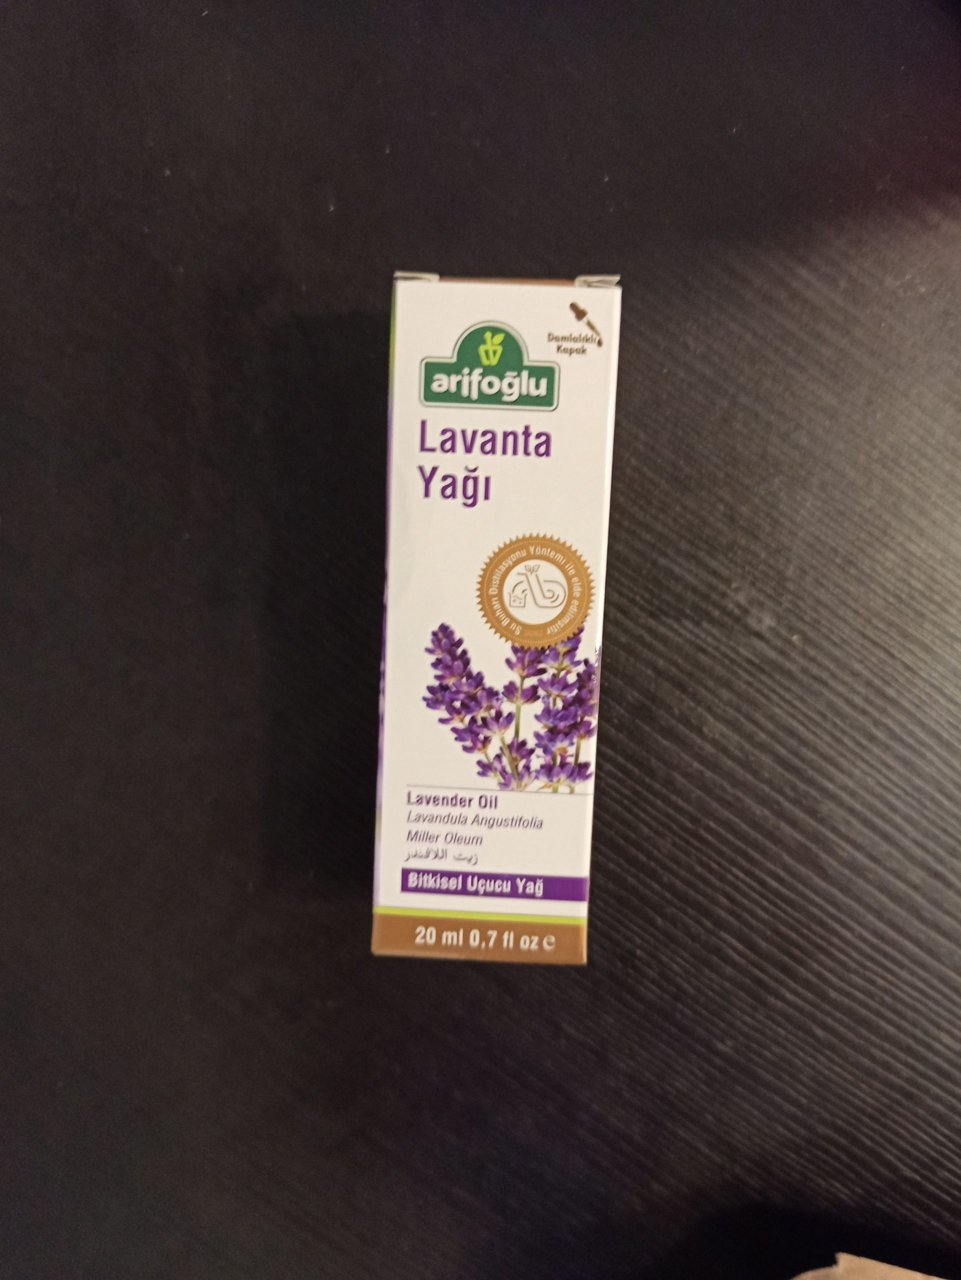 Damlalıklı
Kapak
arifoğlu
Lavanta
Yağı
Su Buharı Distilasyonu Yöntemi ile elde edilmiştir
Lavender Oil
Lavandula Angustifolia
Miller Oleum
زيت اللافندر
Bitkisel Uçucu Yağ
20 ml 0,7 fl oz e